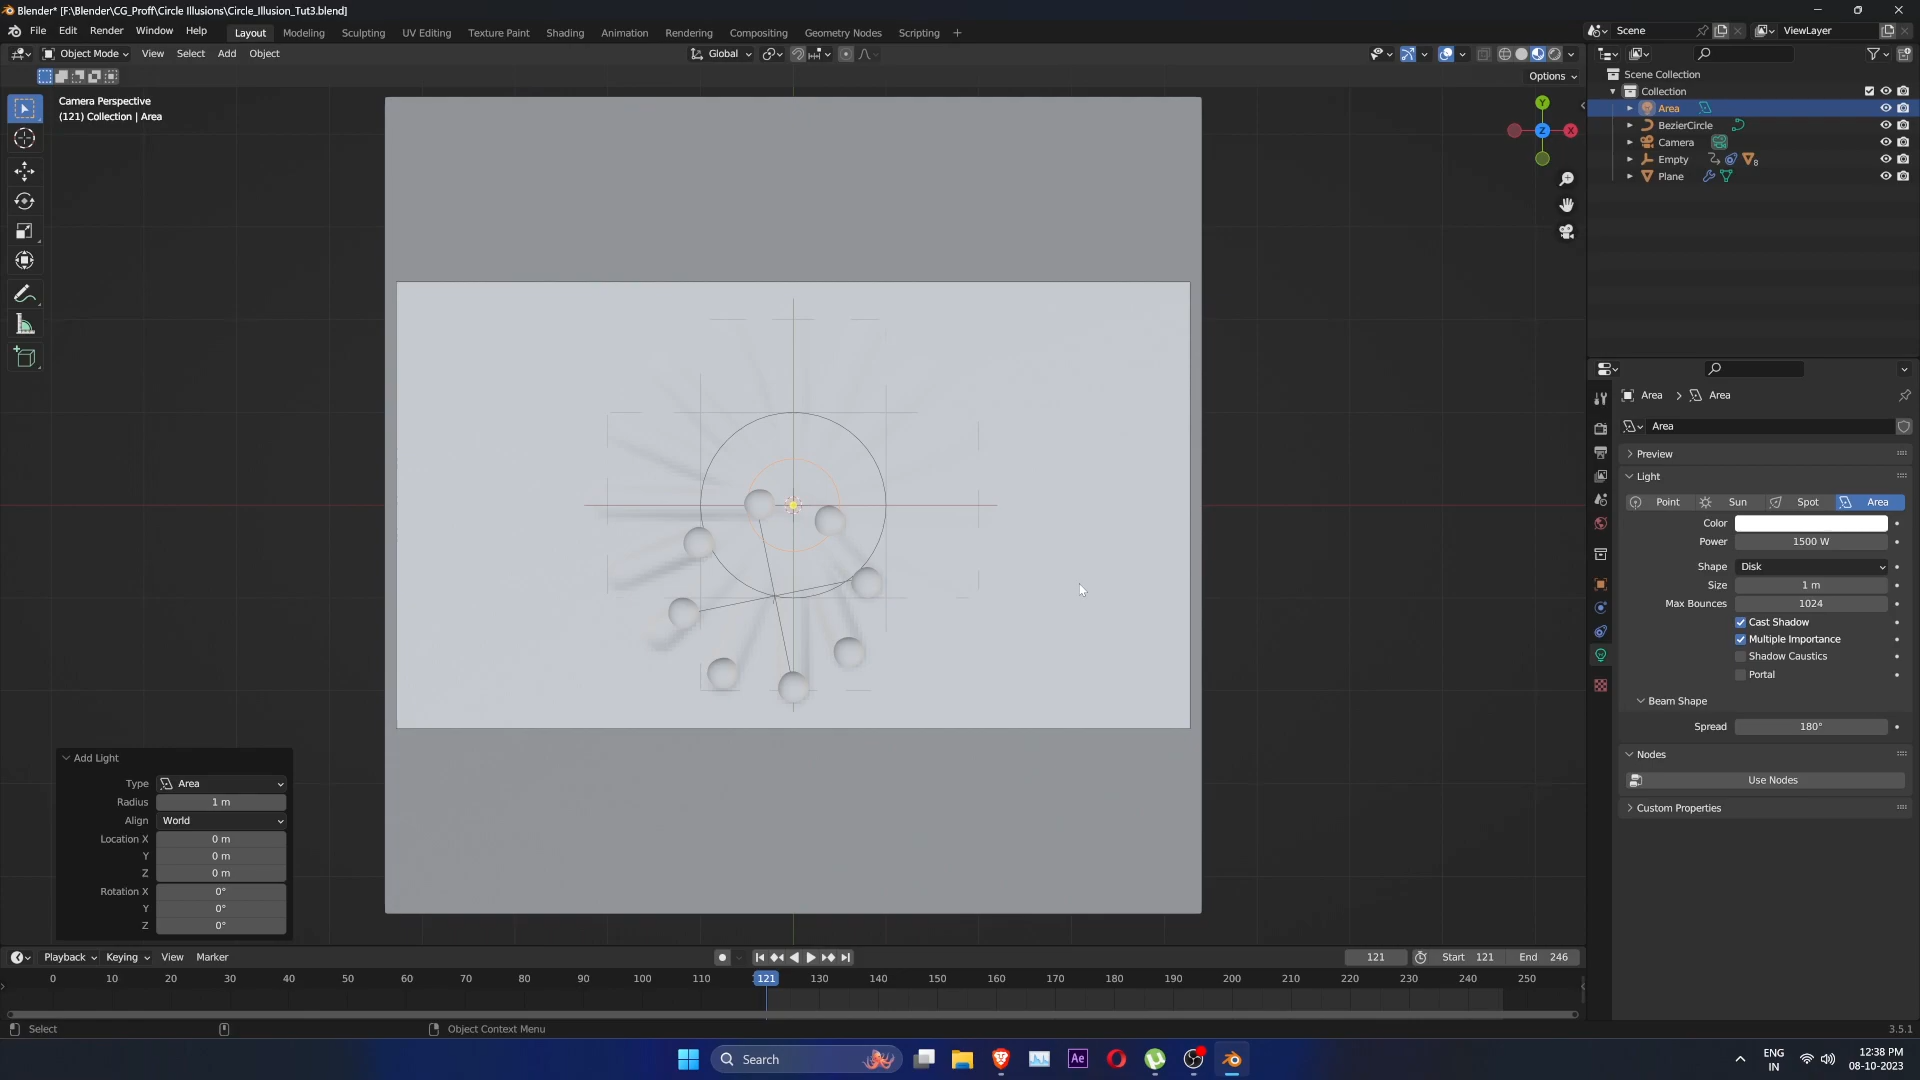 Blender* [F:\Blender\CG_Proff\Circle Illusions\Circle_Illusion_Tut3.blend]
File Edit Render Window Help Layout Modeling Sculpting UV Editing Texture Paint Shading Animation Rendering Compositing Geometry Nodes Scripting +
Scene
ViewLayer
Object Mode View Select Add Object
Global
Options
Camera Perspective
(121) Collection | Area
Y
Z
X
Scene Collection
Collection
Area
BezierCircle
Camera
Empty 8
Plane
Area > Area
Area
Preview
Light
Point Sun Spot Area
Color
Power 1500 W
Shape Disk
Size 1 m
Max Bounces 1024
Cast Shadow
Multiple Importance
Shadow Caustics
Portal
Beam Shape
Spread 180°
Nodes
Use Nodes
Custom Properties
Add Light
Type Area
Radius 1 m
Align World
Location X 0 m
Y 0 m
Z 0 m
Rotation X 0°
Y 0°
Z 0°
Playback Keying View Marker
121 Start 121 End 246
0 10 20 30 40 50 60 70 80 90 100 110 121 130 140 150 160 170 180 190 200 210 220 230 240 250
Select Object Context Menu
3.5.1
Search
Ae
ENG
IN
12:38 PM
08-10-2023